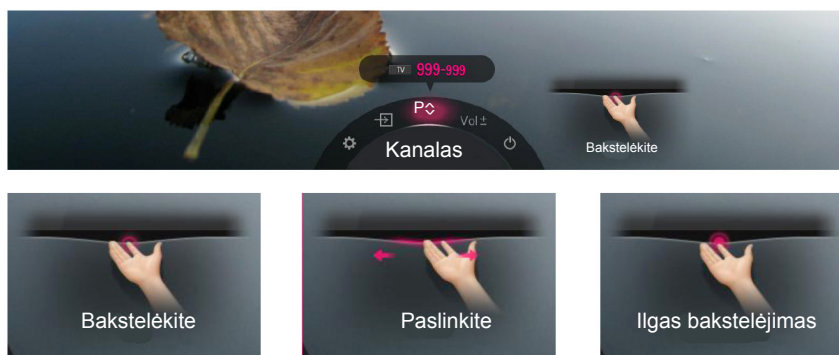 TV 999-999
P
Vol ±
Kanalas
Bakstelėkite
Bakstelėkite
Paslinkite
Ilgas bakstelėjimas